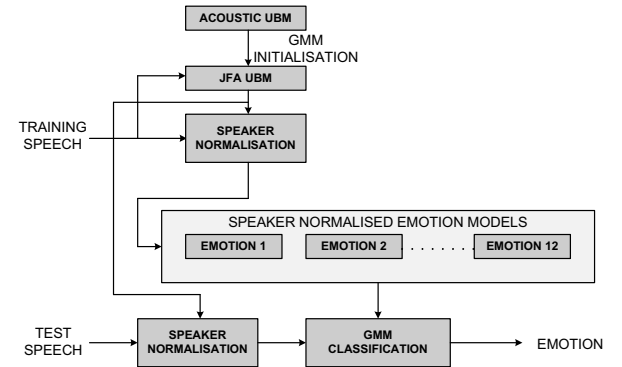 ACOUSTIC UBM
GMM
INITIALISATION
JFA UBM
TRAINING
SPEECH
SPEAKER
NORMALISATION
SPEAKER NORMALISED EMOTION MODELS
EMOTION 1
EMOTION 2
. . . . . . . .
EMOTION 12
TEST
SPEECH
SPEAKER
NORMALISATION
GMM
CLASSIFICATION
EMOTION